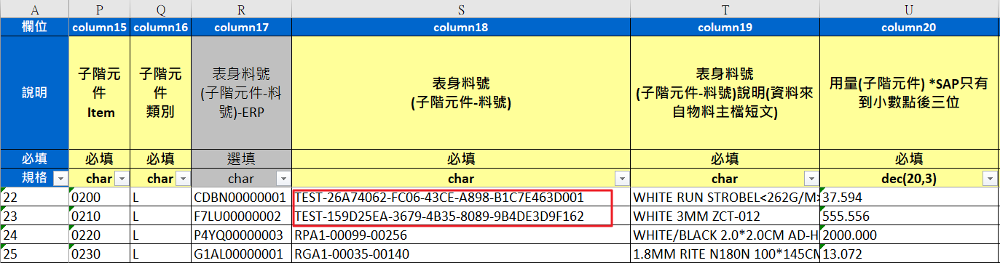 A P Q R S T U
欄位 column15 column16 column17 column18 column19 column20
說明
子階元
件
Item
子階元
件
類別
表身料號
(子階元件-料
號)-ERP
表身料號
(子階元件-料號)
表身料號
(子階元件-料號)說明(資料來
自物料主檔短文)
用量(子階元件) *SAP只有
到小數點後三位
必填 必填 必填 選填 必填 必填 必填
規格 char char char char char dec(20,3)
22 0200 L CDBN00000001 TEST-26A74062-FC06-43CE-A898-B1C7E463D001 WHITE RUN STROBEL<262G/M> 37.594
23 0210 L F7LU00000002 TEST-159D25EA-3679-4B35-8089-9B4DE3D9F162 WHITE 3MM ZCT-012 555.556
24 0220 L P4YQ00000003 RPA1-00099-00256 WHITE/BLACK 2.0*2.0CM AD-H 2000.000
25 0230 L G1AL00000001 RGA1-00035-00140 1.8MM RITE N180N 100*145CM 13.072